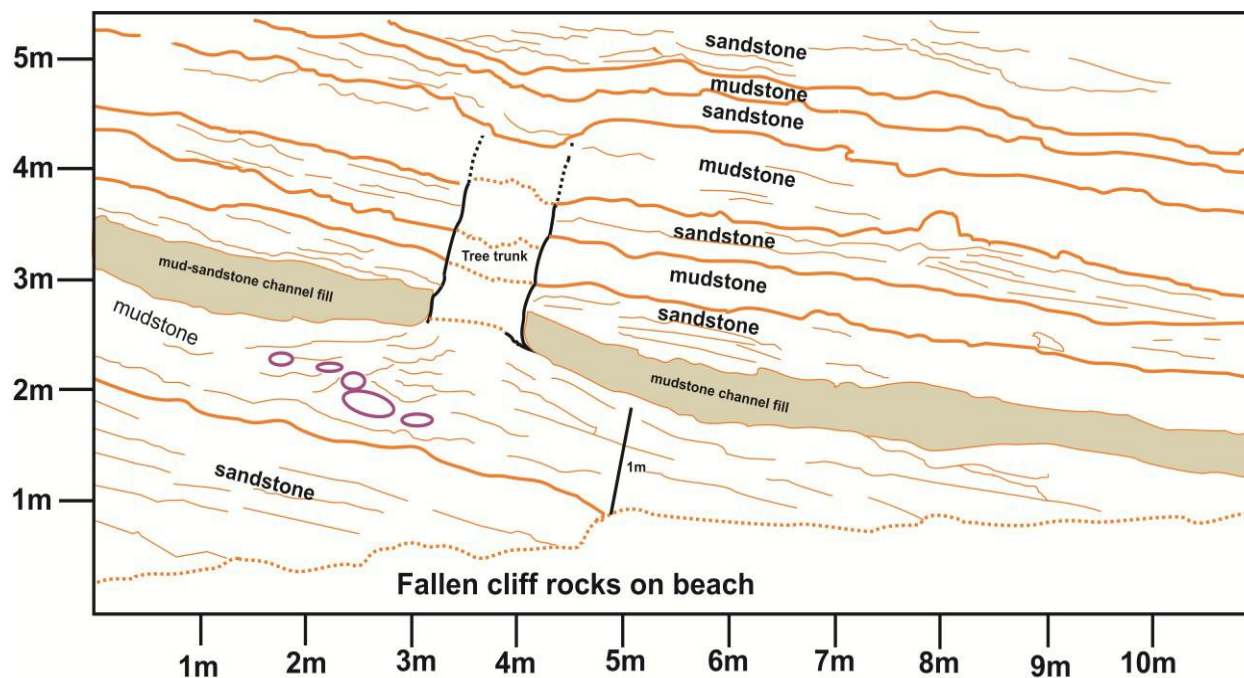 5m
sandstone
mudstone
sandstone
4m
mudstone
sandstone
Tree trunk
3m
mud-sandstone channel fill
mudstone
mudstone
sandstone
2m
mudstone channel fill
1m
sandstone
1m
Fallen cliff rocks on beach
1m 2m 3m 4m 5m 6m 7m 8m 9m 10m